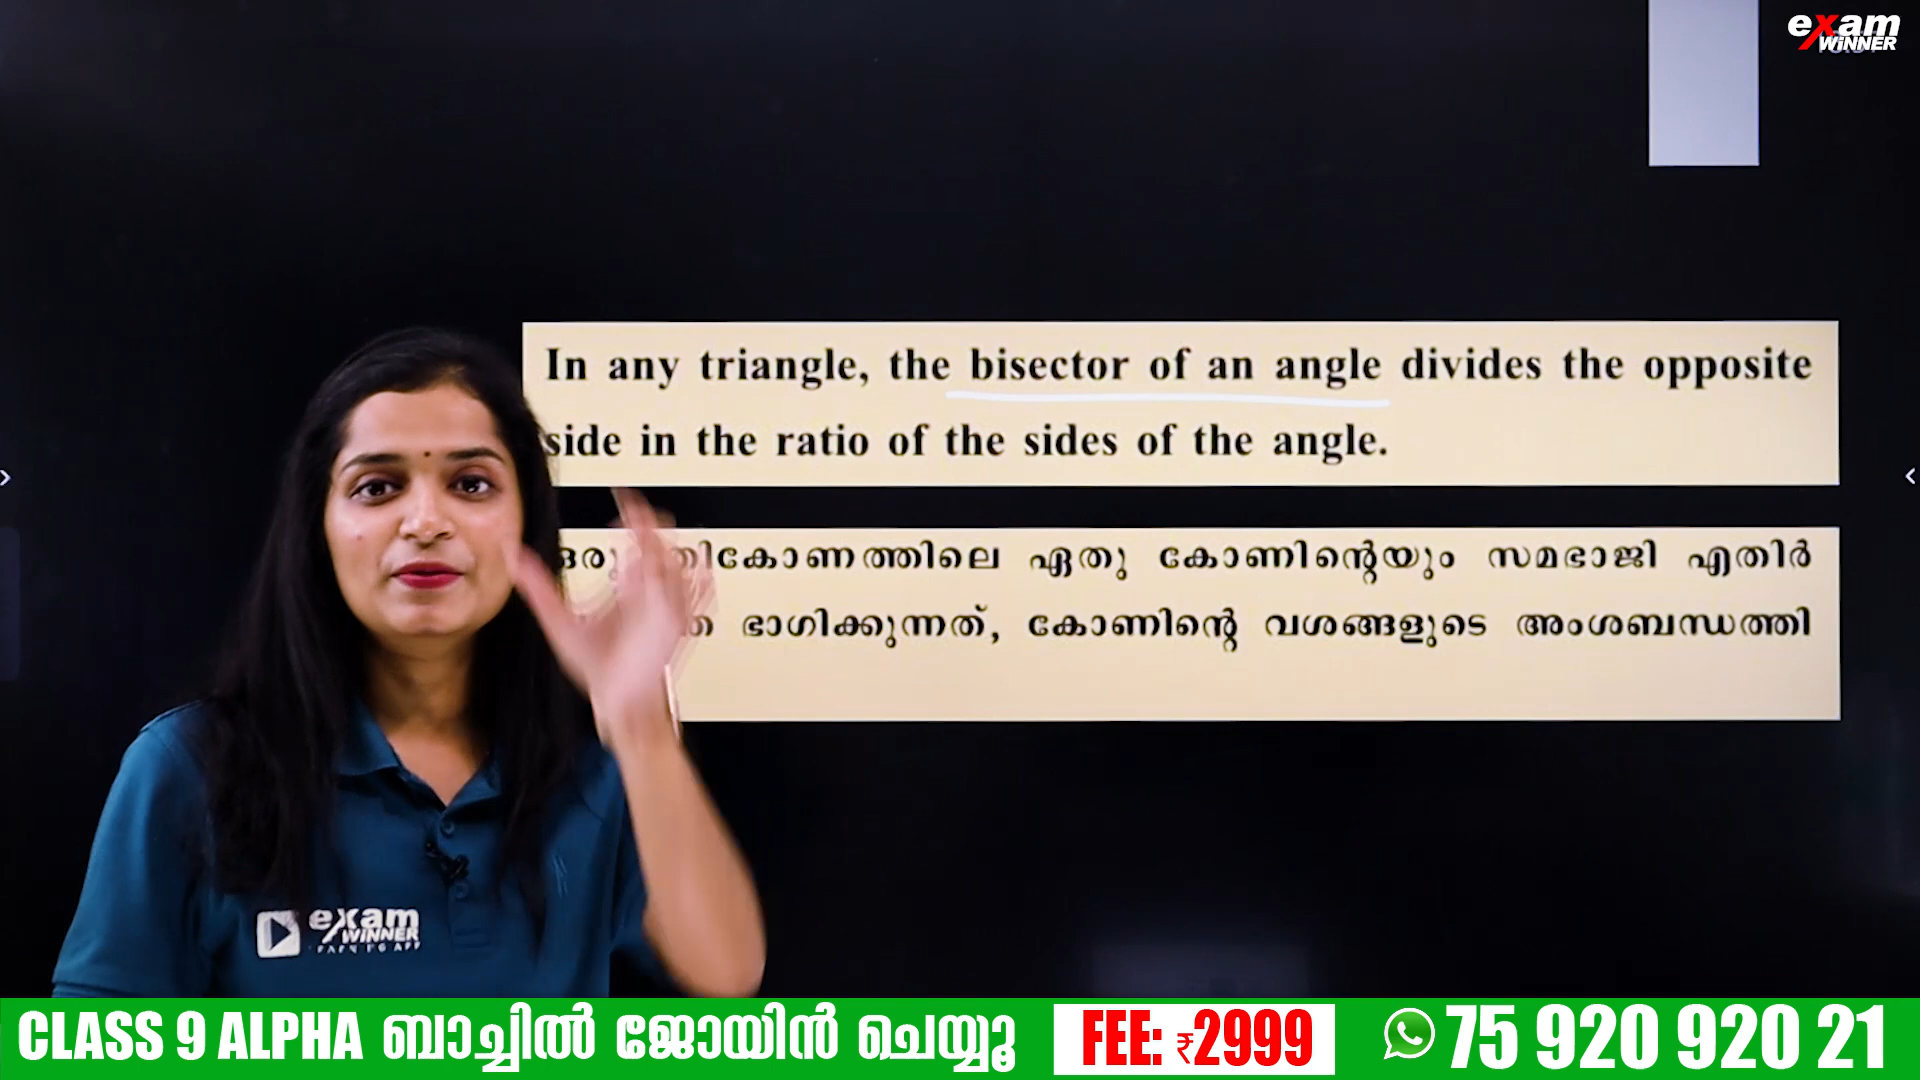 exam
WINNER
In any triangle, the bisector of an angle divides the opposite
side in the ratio of the sides of the angle.
ഏതു കോണിന്റെയും സമഭാജി എതിർ
ഭാഗിക്കുന്നത്, കോണിന്റെ വശങ്ങളുടെ അംശബന്ധത്തി
exam
WINNER
CLASS 9 ALPHA ബാച്ചിൽ ജോയിൻ ചെയ്യൂ
FEE: ₹2999
75 920 920 21